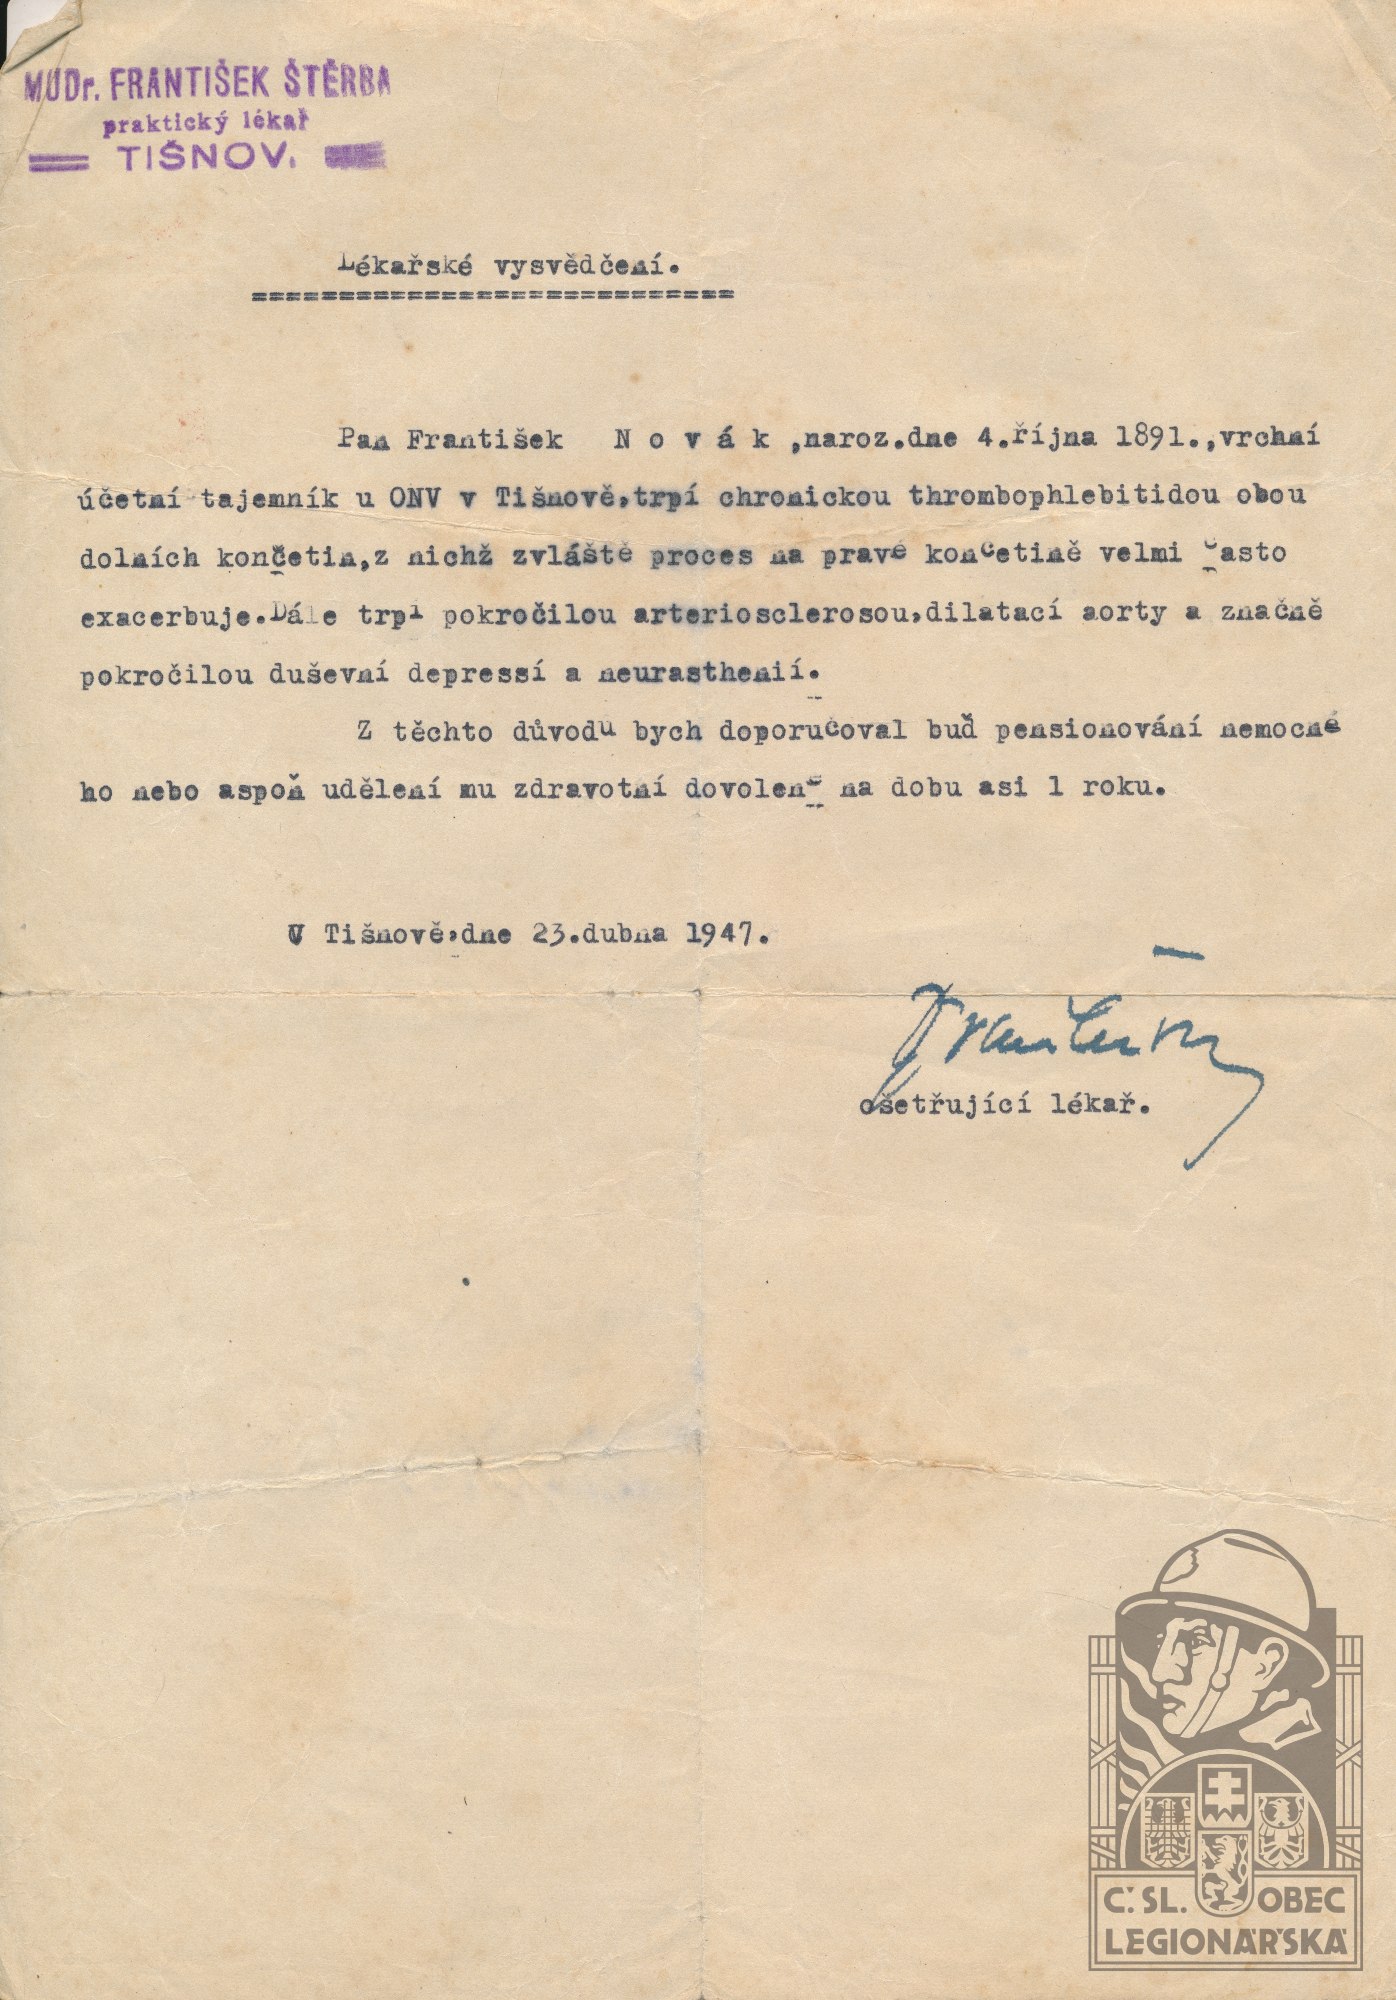 MUDr. FRANTIŠEK ŠTĚRBA
praktický lékař
TIŠNOV.
Lékařské vysvědčení.
============================
Pan František N o v á k ,naroz.dne 4.října 1891.,vrchní
účetní tajemník u ONV v Tišnově,trpí chronickou thrombophlebitidou obou
dolních končetin,z nichž zvláště proces na pravé koncetině velmi často
exacerbuje.Dále trpí pokročilou arteriosclerosou,dilatací aorty a značně
pokročilou duševní depressí a neurasthenií.
Z těchto důvodu bych doporučoval buď pensionování nemocné
ho nebo aspoň udělení mu zdravotní dovolené na dobu asi 1 roku.
V Tišnově,dne 23.dubna 1947.
ošetřující lékař.
Č.SL. OBEC
LEGIONÁŘSKÁ